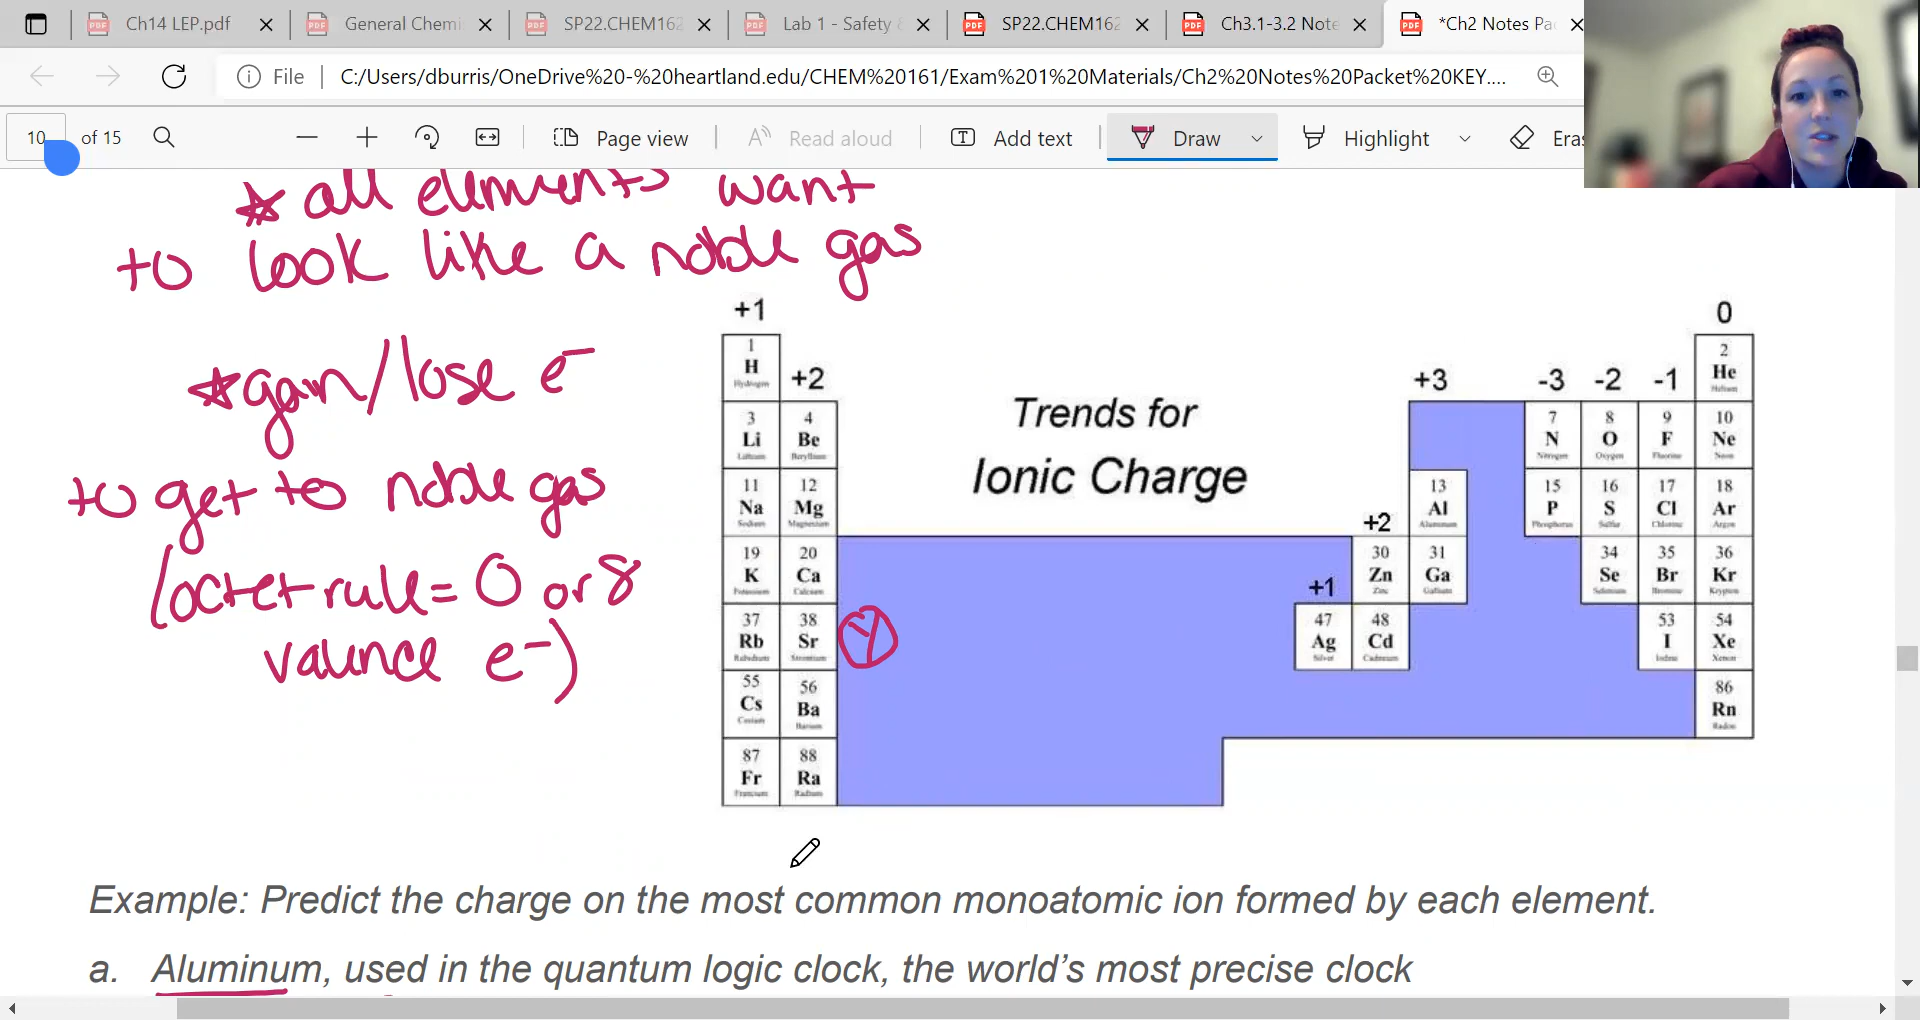 Ch14 LEP.pdf
General Chemi
SP22.CHEM162
Lab 1 - Safety &
SP22.CHEM162
Ch3.1-3.2 Note
*Ch2 Notes Pa
File
C:/Users/dburris/OneDrive%20-%20heartland.edu/CHEM%20161/Exam%201%20Materials/Ch2%20Notes%20Packet%20KEY....
10 of 15
Page view
Read aloud
Add text
Draw
Highlight
Eras
* all elements want
to look like a noble gas
* gain/lose e⁻
to get to noble gas
(octet rule = 0 or 8
valence e⁻)
+1 0
1 H Hydrogen +2 +3 -3 -2 -1 2 He Helium
Trends for
Ionic Charge
3 Li Lithium 4 Be Beryllium 7 N Nitrogen 8 O Oxygen 9 F Fluorine 10 Ne Neon
11 Na Sodium 12 Mg Magnesium +2 13 Al Aluminum 15 P Phosphorus 16 S Sulfur 17 Cl Chlorine 18 Ar Argon
19 K Potassium 20 Ca Calcium +1 30 Zn Zinc 31 Ga Gallium 34 Se Selenium 35 Br Bromine 36 Kr Krypton
37 Rb Rubidium 38 Sr Strontium Y 47 Ag Silver 48 Cd Cadmium 53 I Iodine 54 Xe Xenon
55 Cs Cesium 56 Ba Barium 86 Rn Radon
87 Fr Francium 88 Ra Radium
Example: Predict the charge on the most common monoatomic ion formed by each element.
a. Aluminum, used in the quantum logic clock, the world's most precise clock